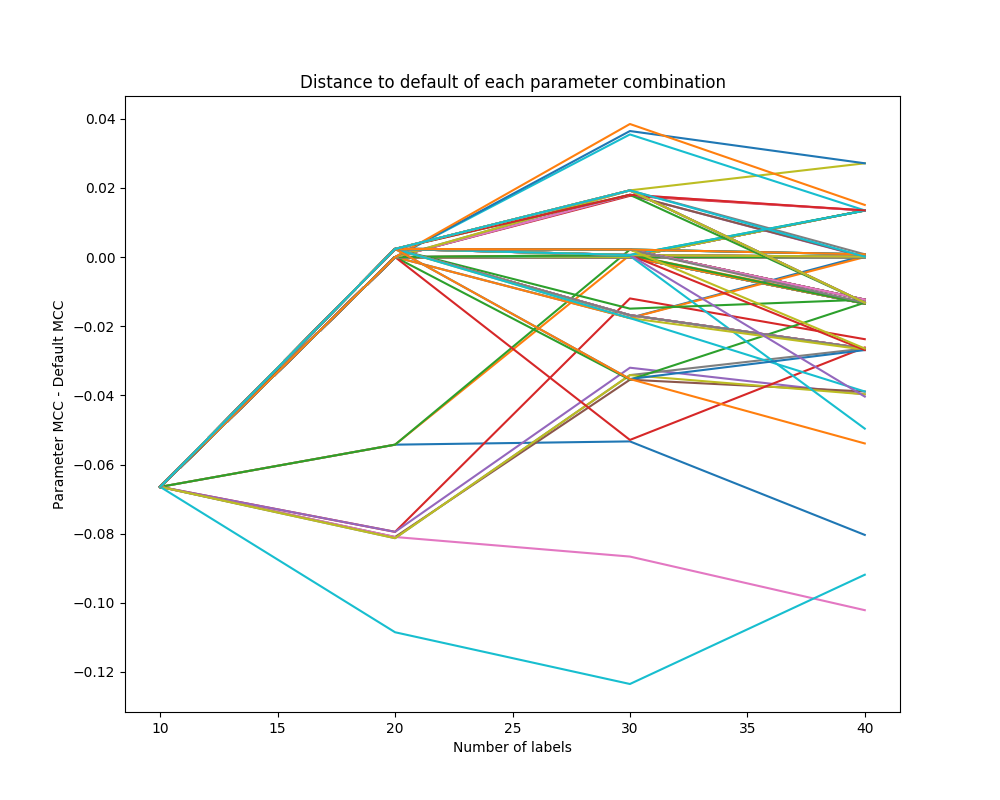 Distance to default of each parameter combination
Parameter MCC - Default MCC
0.04
0.02
0.00
−0.02
−0.04
−0.06
−0.08
−0.10
−0.12
10 15 20 25 30 35 40
Number of labels